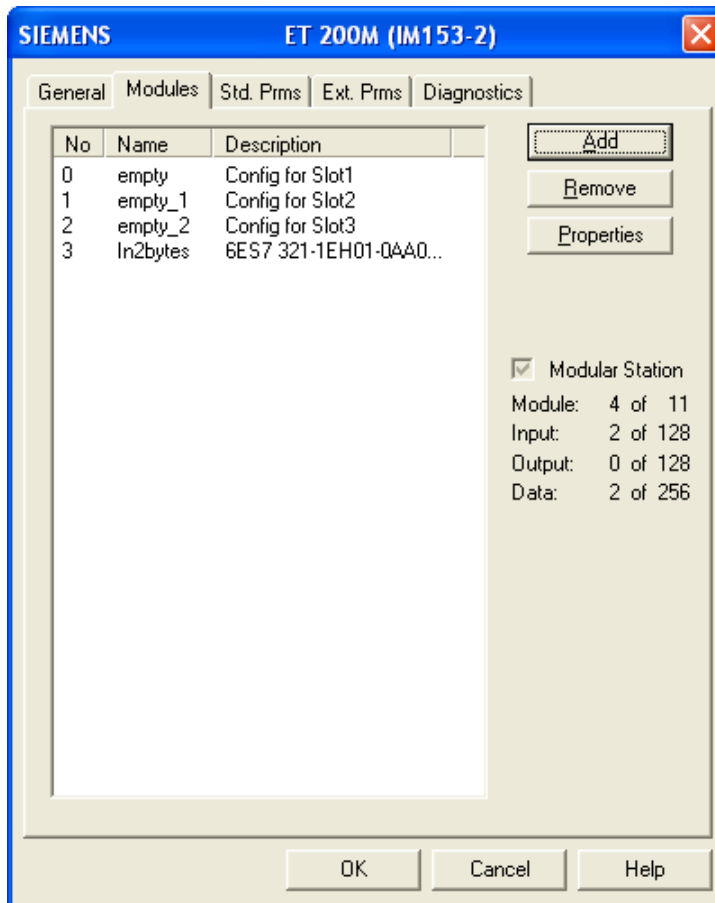 SIEMENS ET 200M (IM153-2)
General Modules Std. Prms Ext. Prms Diagnostics
No Name Description
0 empty Config for Slot1
1 empty_1 Config for Slot2
2 empty_2 Config for Slot3
3 In2bytes 6ES7 321-1EH01-0AA0...
Add
Remove
Properties
Modular Station
Module: 4 of 11
Input: 2 of 128
Output: 0 of 128
Data: 2 of 256
OK Cancel Help